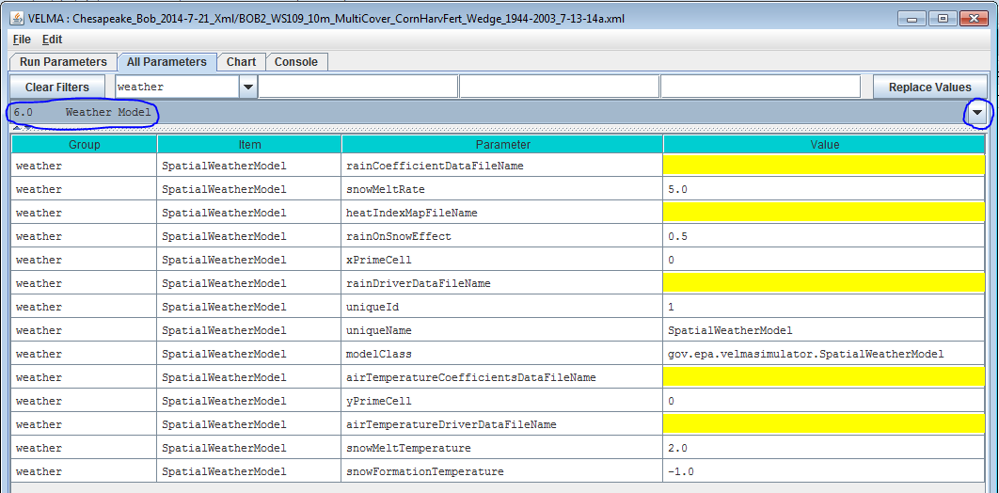 VELMA : Chesapeake_Bob_2014-7-21_Xml/BOB2_WS109_10m_MultiCover_CornHarvFert_Wedge_1944-2003_7-13-14a.xml
File Edit
Run Parameters All Parameters Chart Console
Clear Filters weather Replace Values
6.0 Weather Model
Group Item Parameter Value
weather SpatialWeatherModel rainCoefficientDataFileName
weather SpatialWeatherModel snowMeltRate 5.0
weather SpatialWeatherModel heatIndexMapFileName
weather SpatialWeatherModel rainOnSnowEffect 0.5
weather SpatialWeatherModel xPrimeCell 0
weather SpatialWeatherModel rainDriverDataFileName
weather SpatialWeatherModel uniqueId 1
weather SpatialWeatherModel uniqueName SpatialWeatherModel
weather SpatialWeatherModel modelClass gov.epa.velmasimulator.SpatialWeatherModel
weather SpatialWeatherModel airTemperatureCoefficientsDataFileName
weather SpatialWeatherModel yPrimeCell 0
weather SpatialWeatherModel airTemperatureDriverDataFileName
weather SpatialWeatherModel snowMeltTemperature 2.0
weather SpatialWeatherModel snowFormationTemperature -1.0